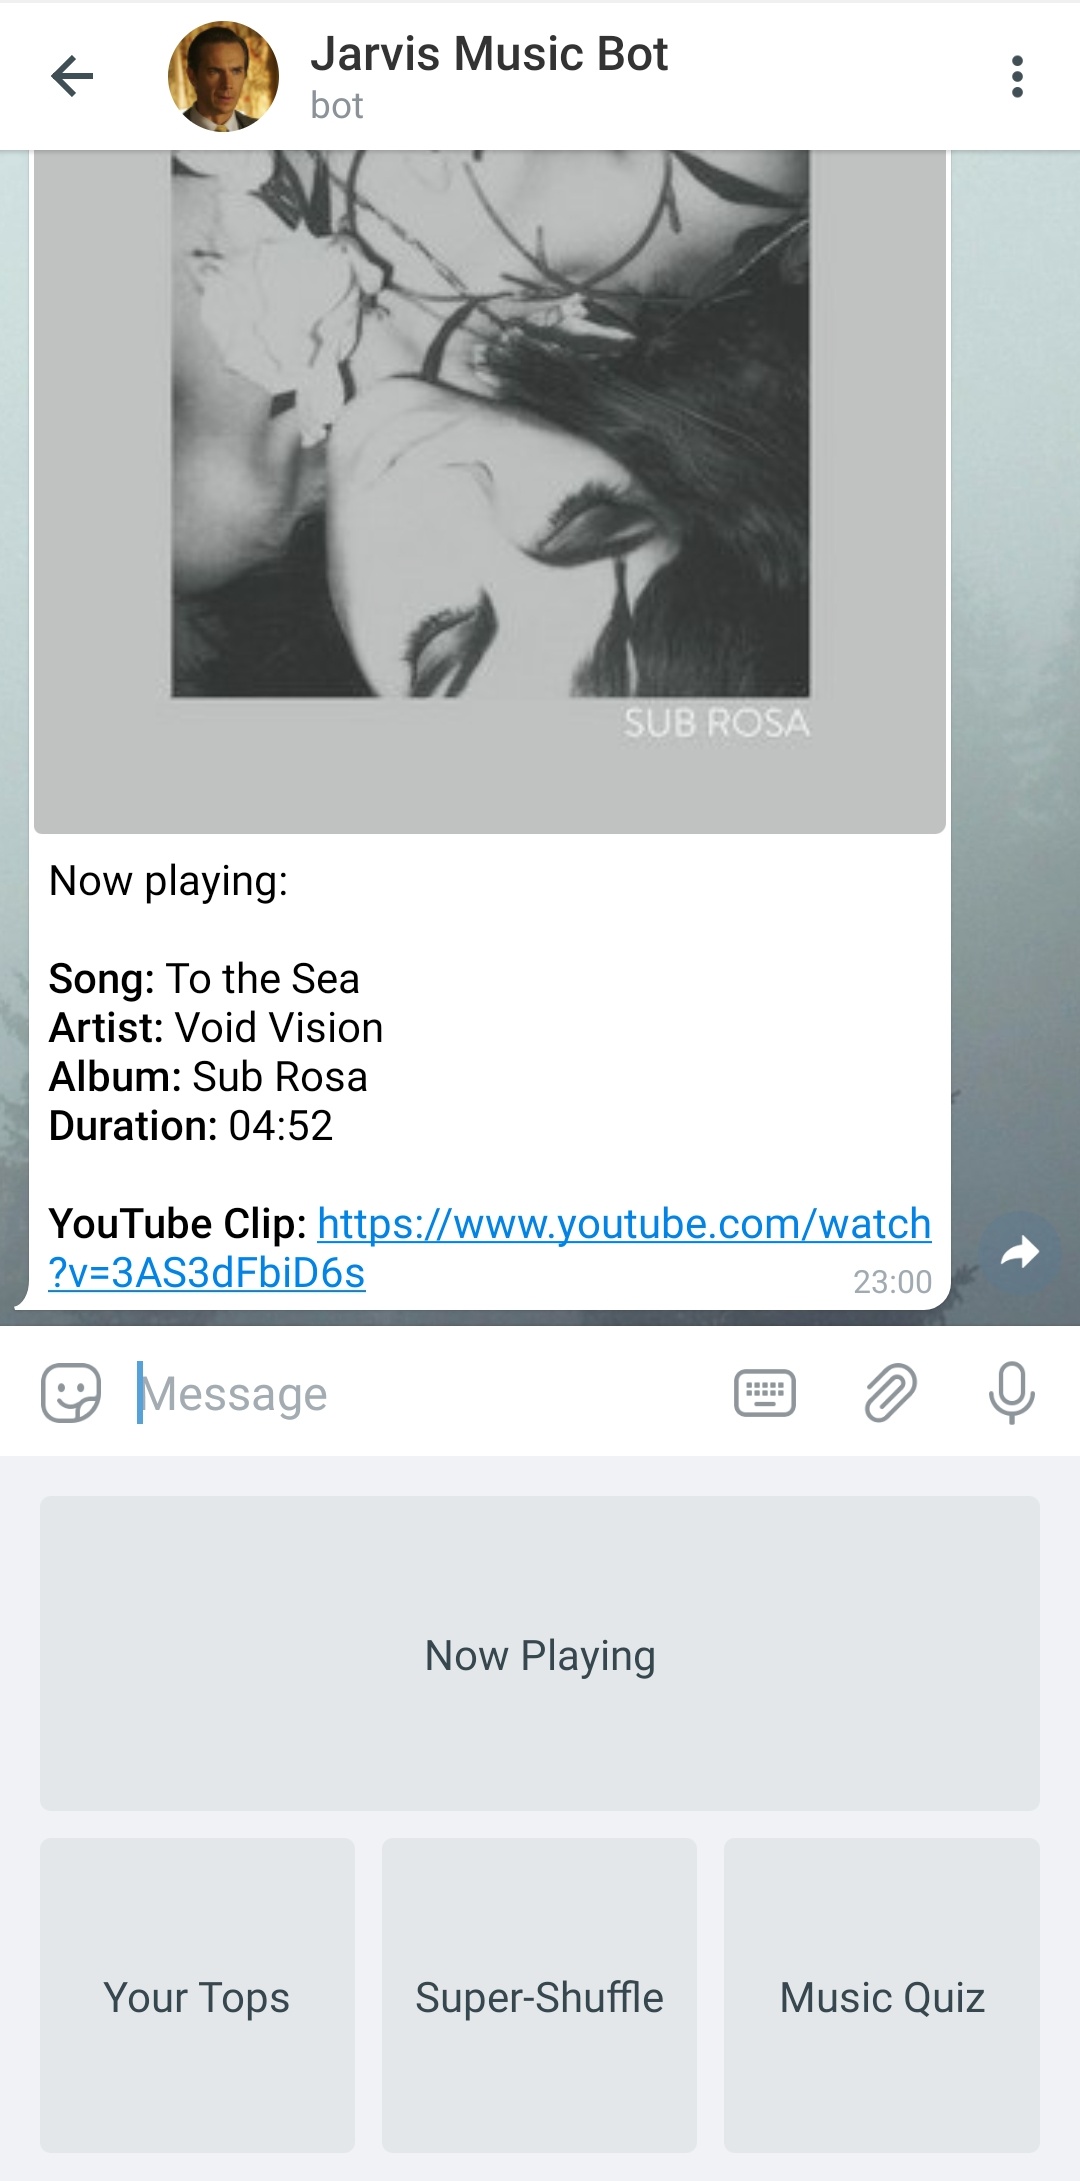 Jarvis Music Bot
bot
SUB ROSA
Now playing:
Song: To the Sea
Artist: Void Vision
Album: Sub Rosa
Duration: 04:52
YouTube Clip: https://www.youtube.com/watch
?v=3AS3dFbiD6s
23:00
Message
Now Playing
Your Tops
Super-Shuffle
Music Quiz